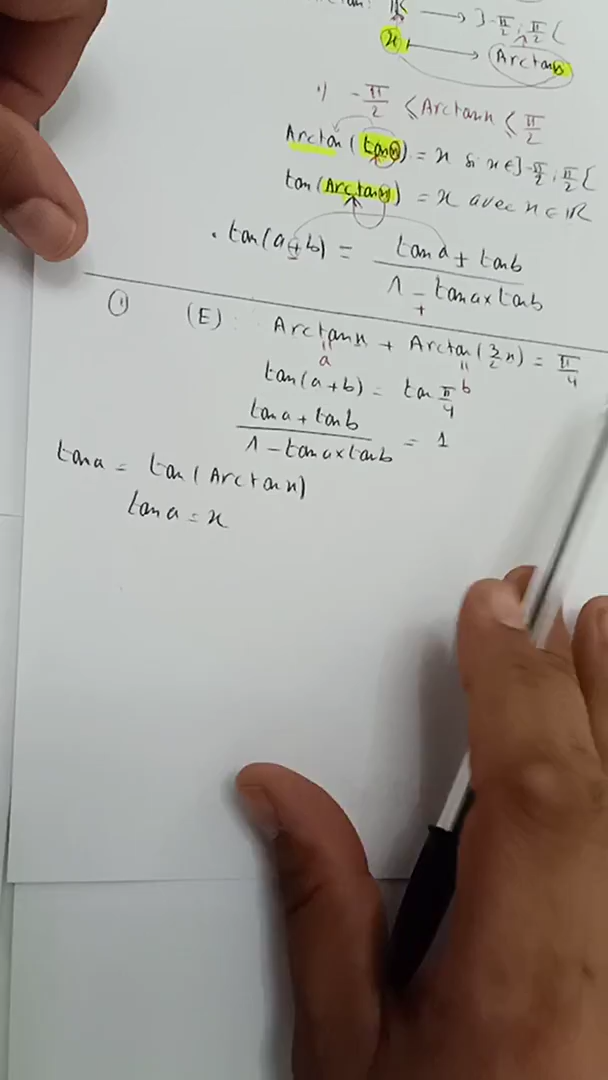 ℝ ⟶ ]-π/2 ; π/2 [
x ⟼ Arctan x
-π/2 < Arctan x < π/2
Arctan ( tan x ) = x si x ∈ ]-π/2 ; π/2 [
tan ( Arctan x ) = x avec x ∈ ℝ
. tan(a + b) = (tan a + tan b) / (1 - tan a × tan b)
① (E) : Arctan x + Arctan ( 3/2 x ) = π/4
a b
tan (a + b) = tan π/4
(tan a + tan b) / (1 - tan a × tan b) = 1
tan a = tan ( Arctan x )
tan a = x